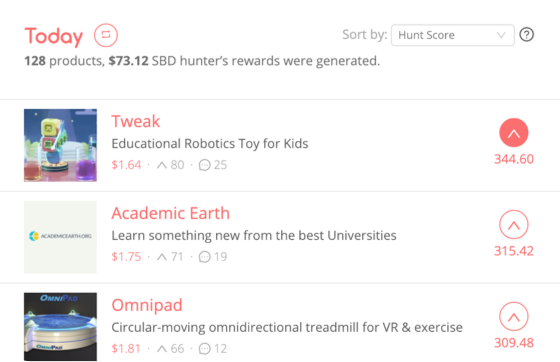 Today
Sort by: Hunt Score
128 products, $73.12 SBD hunter's rewards were generated.
Tweak
Educational Robotics Toy for Kids
$1.64 · 80 · 25
344.60
ACADEMICEARTH.ORG
Academic Earth
Learn something new from the best Universities
$1.75 · 71 · 19
315.42
OMNIPAD
OmniPad
Omnipad
Circular-moving omnidirectional treadmill for VR & exercise
$1.81 · 66 · 12
309.48